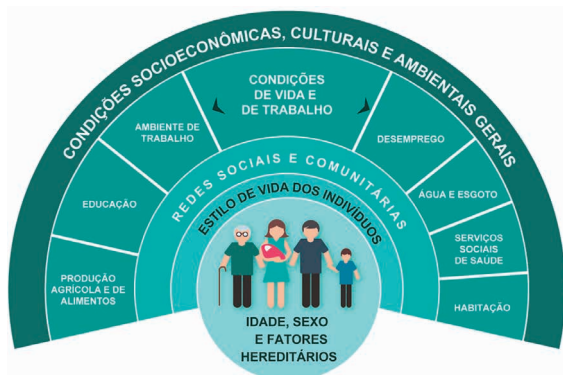 CONDIÇÕES SOCIOECONÔMICAS, CULTURAIS E AMBIENTAIS GERAIS
CONDIÇÕES
DE VIDA E
DE TRABALHO
AMBIENTE DE
TRABALHO
DESEMPREGO
EDUCAÇÃO
ÁGUA E ESGOTO
PRODUÇÃO
AGRÍCOLA E DE
ALIMENTOS
SERVIÇOS
SOCIAIS
DE SAÚDE
HABITAÇÃO
REDES SOCIAIS E COMUNITÁRIAS
ESTILO DE VIDA DOS INDIVÍDUOS
IDADE, SEXO
E FATORES
HEREDITÁRIOS